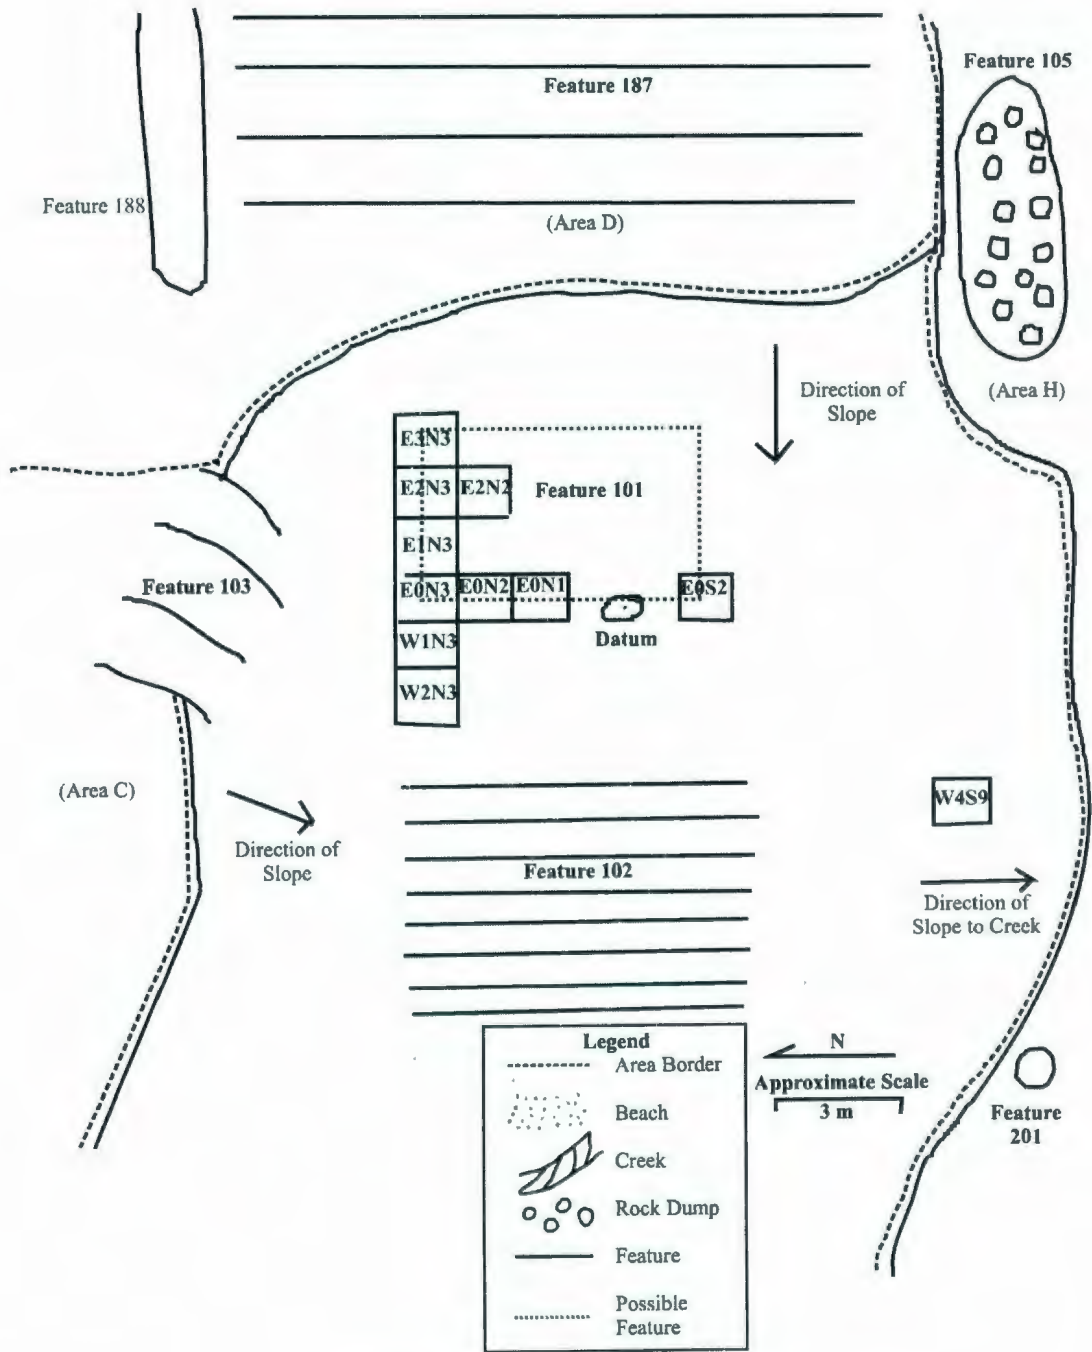 Feature 105
Feature 187
Feature 188
(Area D)
Direction of
Slope
(Area H)
E3N3
E2N3
E2N2
Feature 101
E1N3
Feature 103
E0N3
E0N2
E0N1
E0S2
W1N3
Datum
W2N3
(Area C)
W4S9
Direction of
Slope
Feature 102
Direction of
Slope to Creek
Legend
Area Border
Beach
Creek
Rock Dump
Feature
Possible
Feature
N
Approximate Scale
3 m
Feature
201